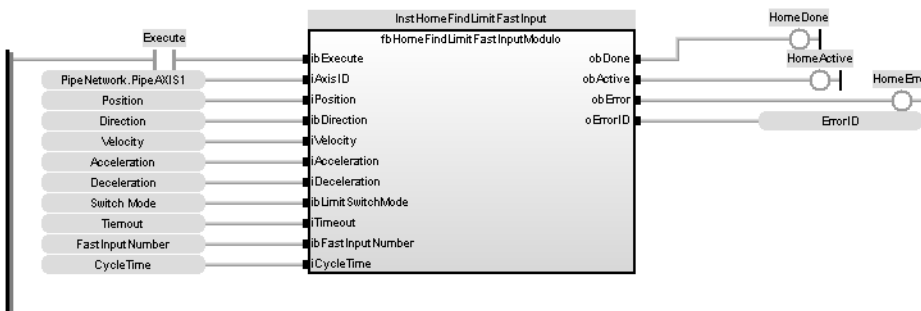 InstHomeFindLimitFastInput
HomeDone
Execute
fbHomeFindLimitFastInputModulo
ibExecute
obDone
HomeActive
PipeNetwork.PipeAXIS1
iAxisID
obActive
HomeErro
Position
iPosition
obError
Direction
ibDirection
oErrorID
ErrorID
Velocity
iVelocity
Acceleration
iAcceleration
Deceleration
iDeceleration
Switch Mode
ibLimitSwitchMode
Tiemout
iTimeout
FastInputNumber
ibFastInputNumber
CycleTime
iCycleTime